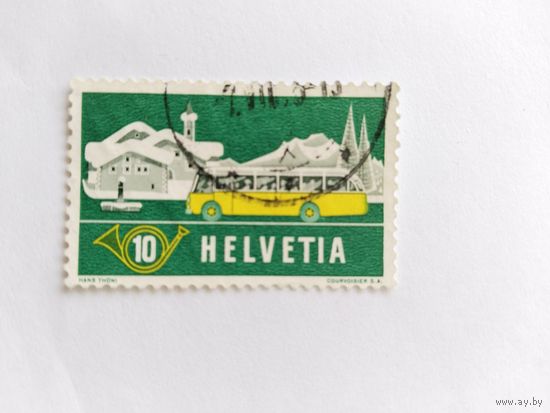 10 HELVETIA
HANS THÖNI COURVOISIER S.A.
www.ay.by